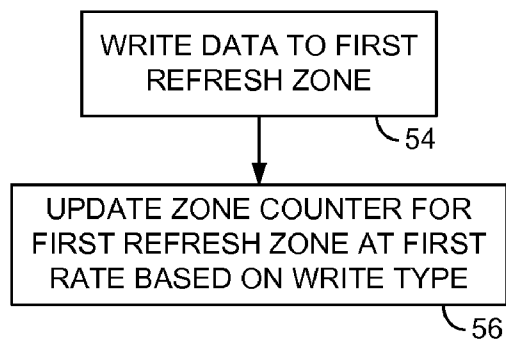 WRITE DATA TO FIRST
REFRESH ZONE
54
UPDATE ZONE COUNTER FOR
FIRST REFRESH ZONE AT FIRST
RATE BASED ON WRITE TYPE
56